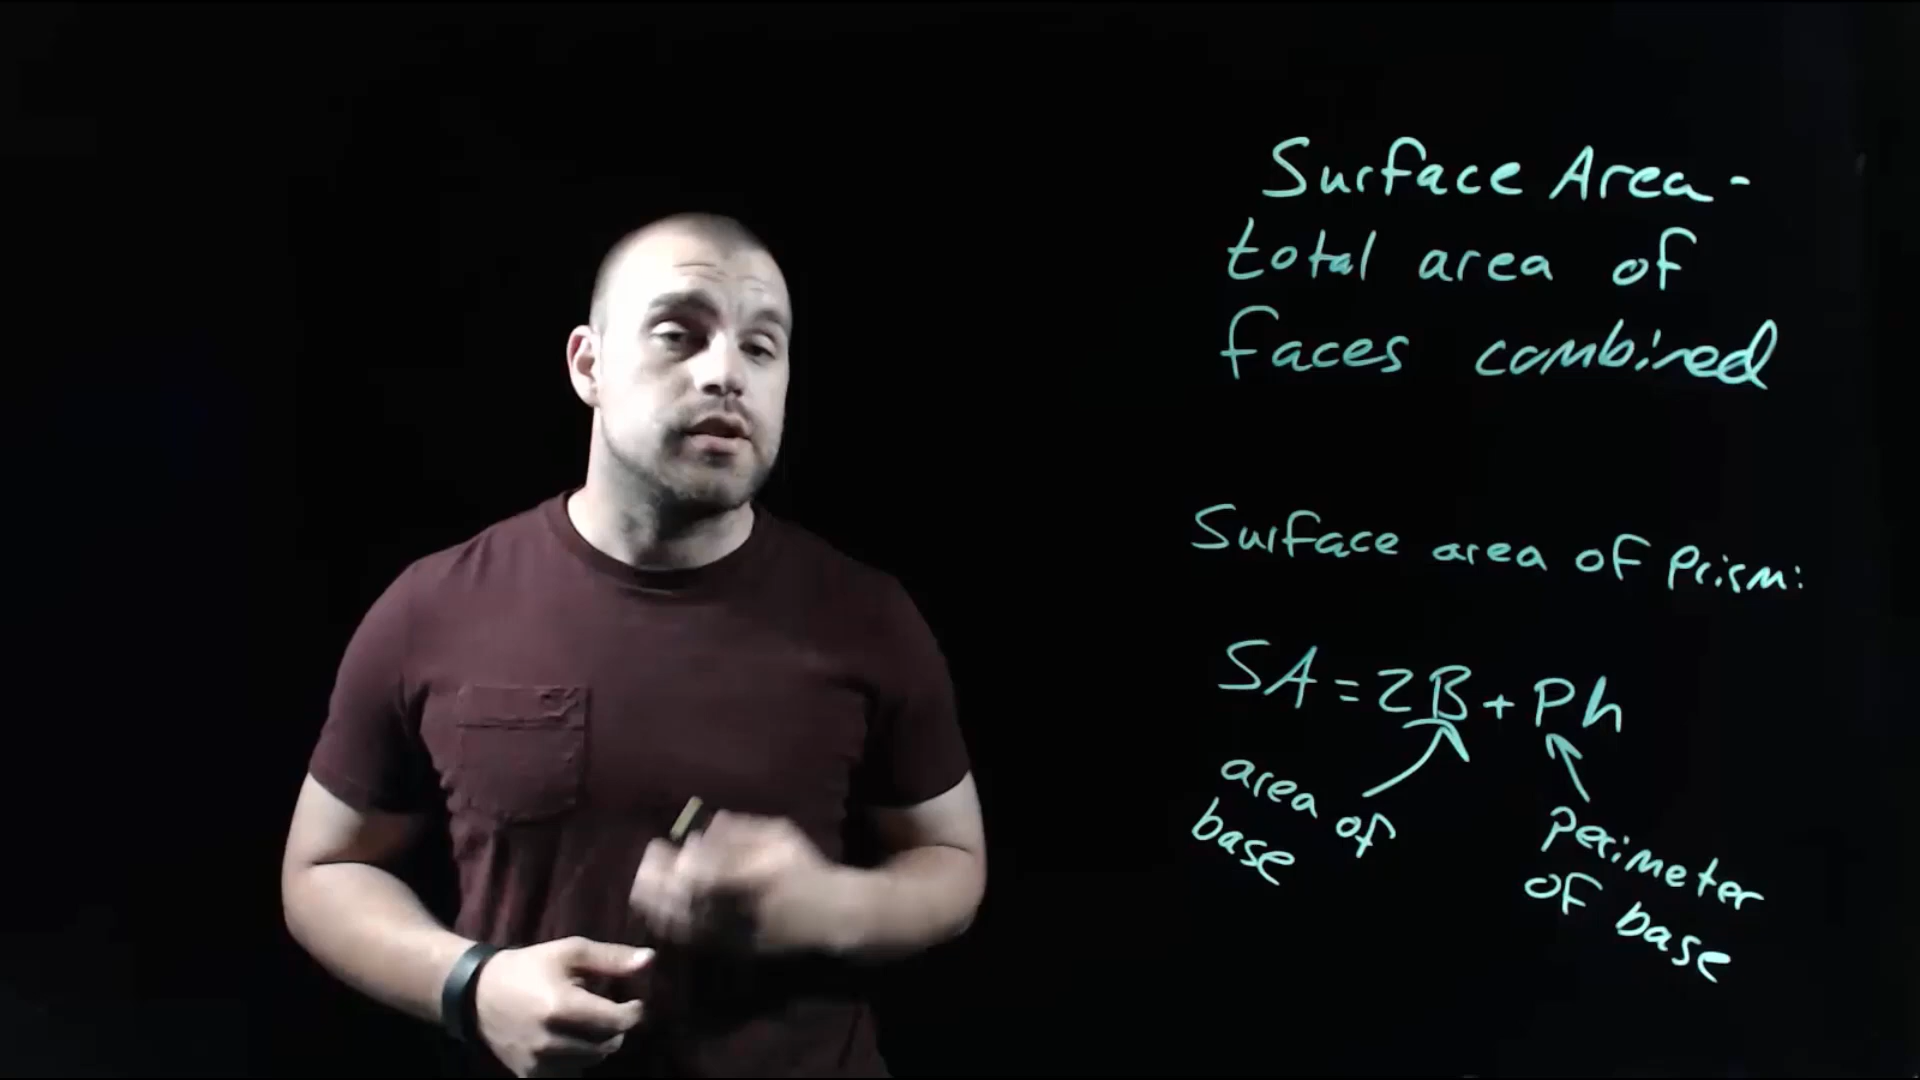 Surface Area -
total area of
faces combined
Surface area of Prism:
SA = 2B + Ph
area of
base
perimeter
of base